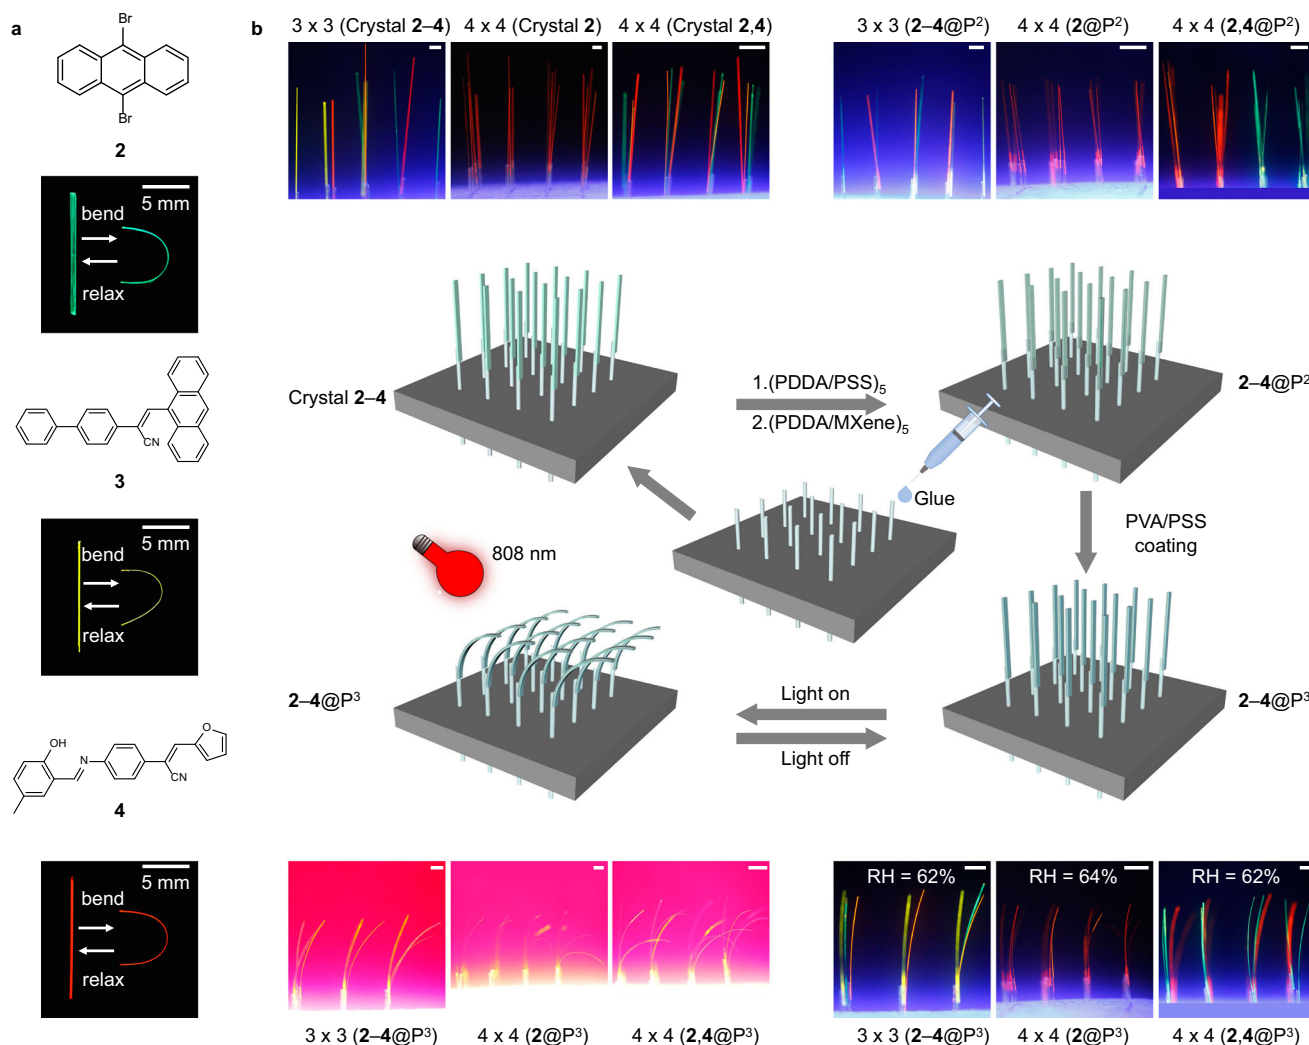 a
Br
Br
2
5 mm
bend
relax
CN
3
5 mm
bend
relax
OH
N
O
CN
4
5 mm
bend
relax
b
3 x 3 (Crystal 2–4)
4 x 4 (Crystal 2)
4 x 4 (Crystal 2,4)
3 x 3 (2–4@P²)
4 x 4 (2@P²)
4 x 4 (2,4@P²)
Crystal 2–4
1.(PDDA/PSS)₅
2.(PDDA/MXene)₅
2–4@P²
Glue
808 nm
PVA/PSS
coating
2–4@P³
Light on
Light off
2–4@P³
RH = 62%
RH = 64%
RH = 62%
3 x 3 (2–4@P³)
4 x 4 (2@P³)
4 x 4 (2,4@P³)
3 x 3 (2–4@P³)
4 x 4 (2@P³)
4 x 4 (2,4@P³)